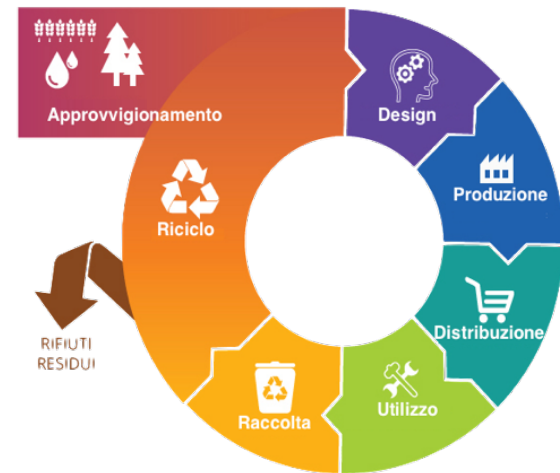 Approvvigionamento
Design
Produzione
Distribuzione
Utilizzo
Raccolta
Riciclo
RIFIUTI
RESIDUI